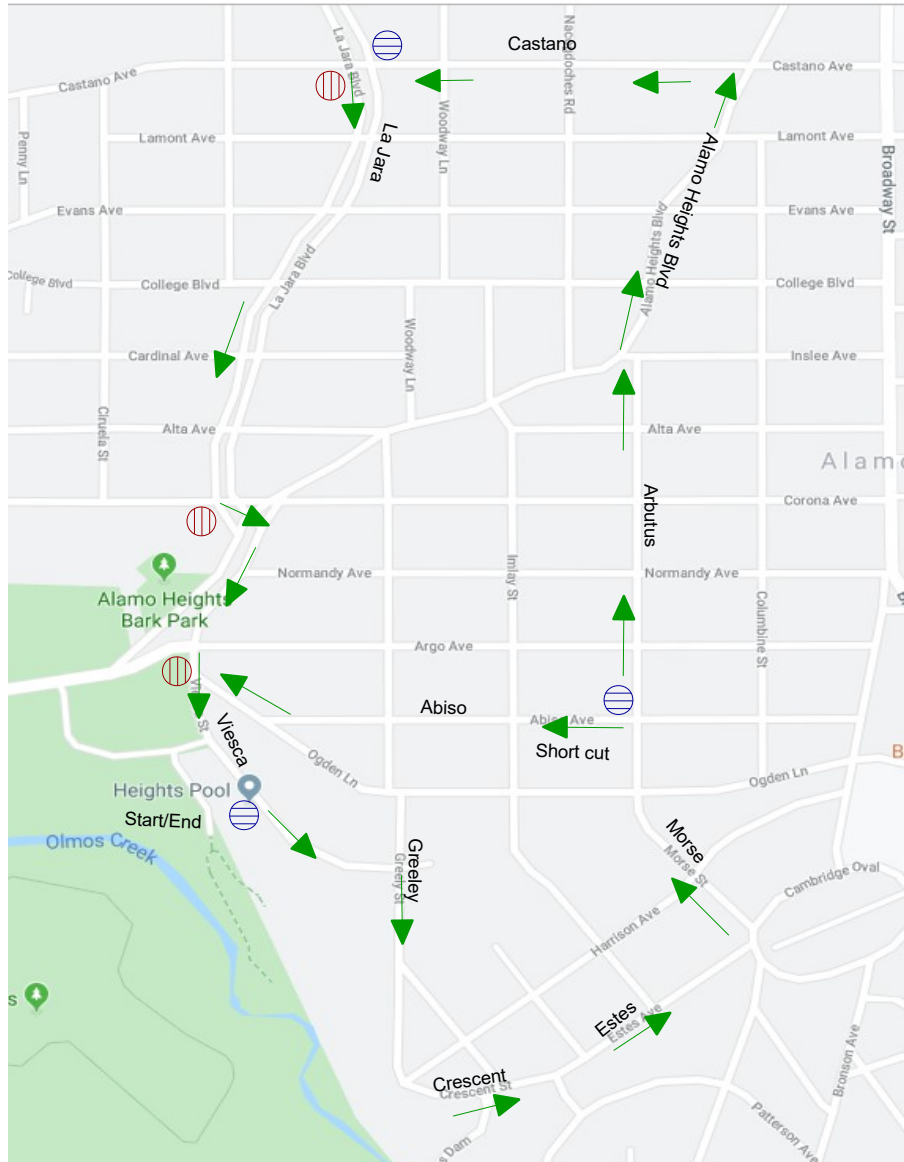 Castano
La Jara Blvd
Nacogdoches Rd
Castano Ave
Castano Ave
Penny Ln
Lamont Ave
La Jara
Woodway Ln
Alamo Heights Blvd
Lamont Ave
Broadway St
Evans Ave
Alamo Heights Blvd
Evans Ave
La Jara Blvd
College Blvd
College Blvd
College Blvd
Cardinal Ave
Woodway Ln
Inslee Ave
Ciruela St
Alta Ave
Alta Ave
Alamo
Corona Ave
Arbutus
Normandy Ave
Imlay St
Normandy Ave
Alamo Heights
Bark Park
Columbine St
Argo Ave
Abiso
Abiso Ave
Viesca
Short cut
Ogden Ln
Ogden Ln
B
Heights Pool
Start/End
Olmos Creek
Greeley
Greely St
Morse
Morse St
Cambridge Oval
Harrison Ave
s
Estes
Estes Ave
Crescent
Crescent St
Bronson Ave
Patterson Ave
s Dam